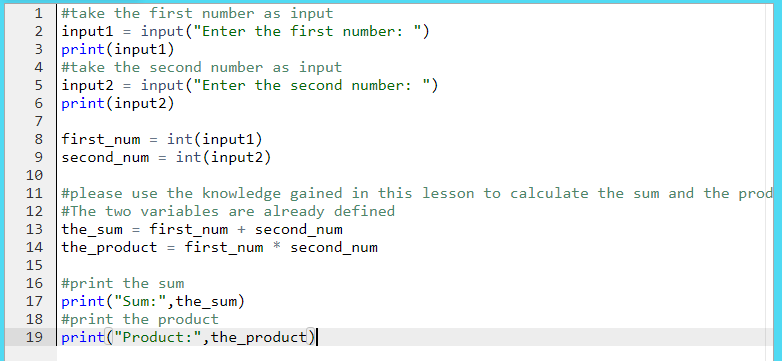 1 #take the first number as input
2 input1 = input("Enter the first number: ")
3 print(input1)
4 #take the second number as input
5 input2 = input("Enter the second number: ")
6 print(input2)
7
8 first_num = int(input1)
9 second_num = int(input2)
10
11 #please use the knowledge gained in this lesson to calculate the sum and the prod
12 #The two variables are already defined
13 the_sum = first_num + second_num
14 the_product = first_num * second_num
15
16 #print the sum
17 print("Sum:",the_sum)
18 #print the product
19 print("Product:",the_product)